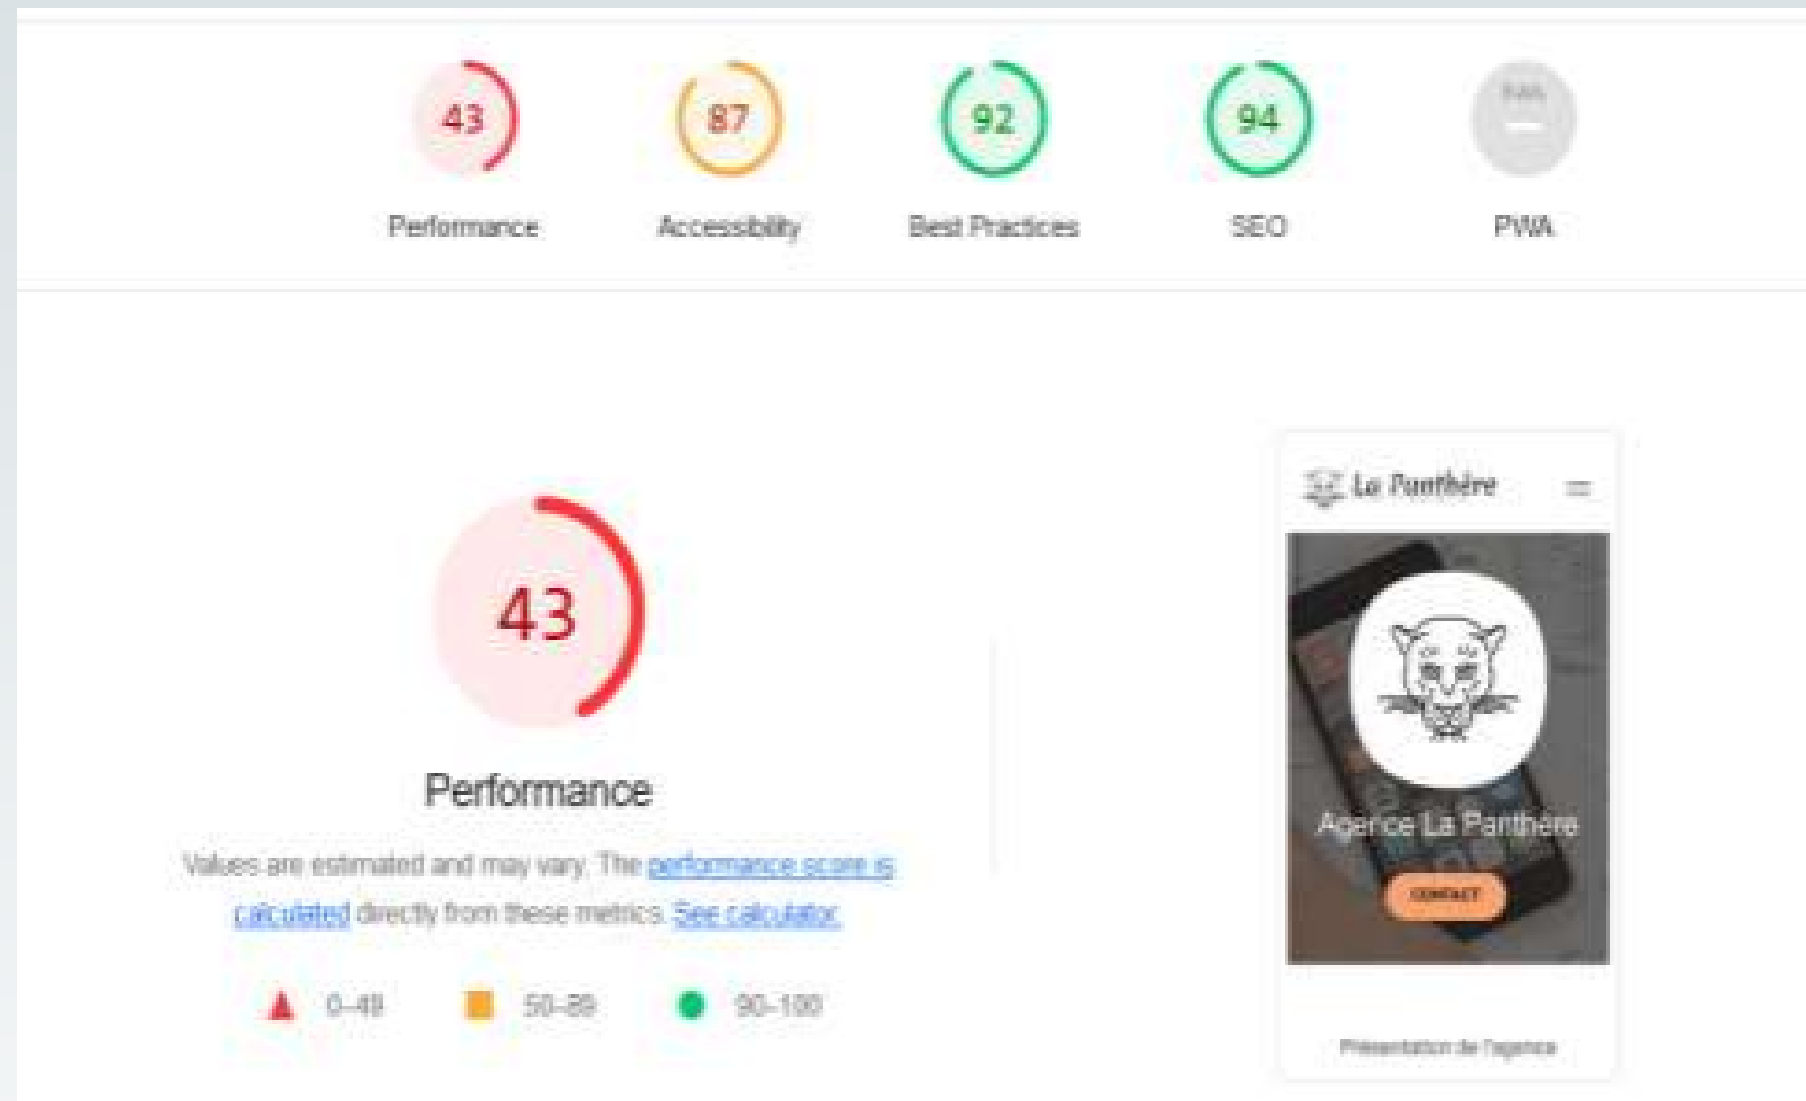 43
87
92
94
PWA
Performance
Accessibility
Best Practices
SEO
PWA
43
Performance
Values are estimated and may vary. The performance score is
calculated directly from these metrics. See calculator.
0–49
50–89
90–100
La Panthère
Agence La Panthère
CONTACT
Présentation de l'agence